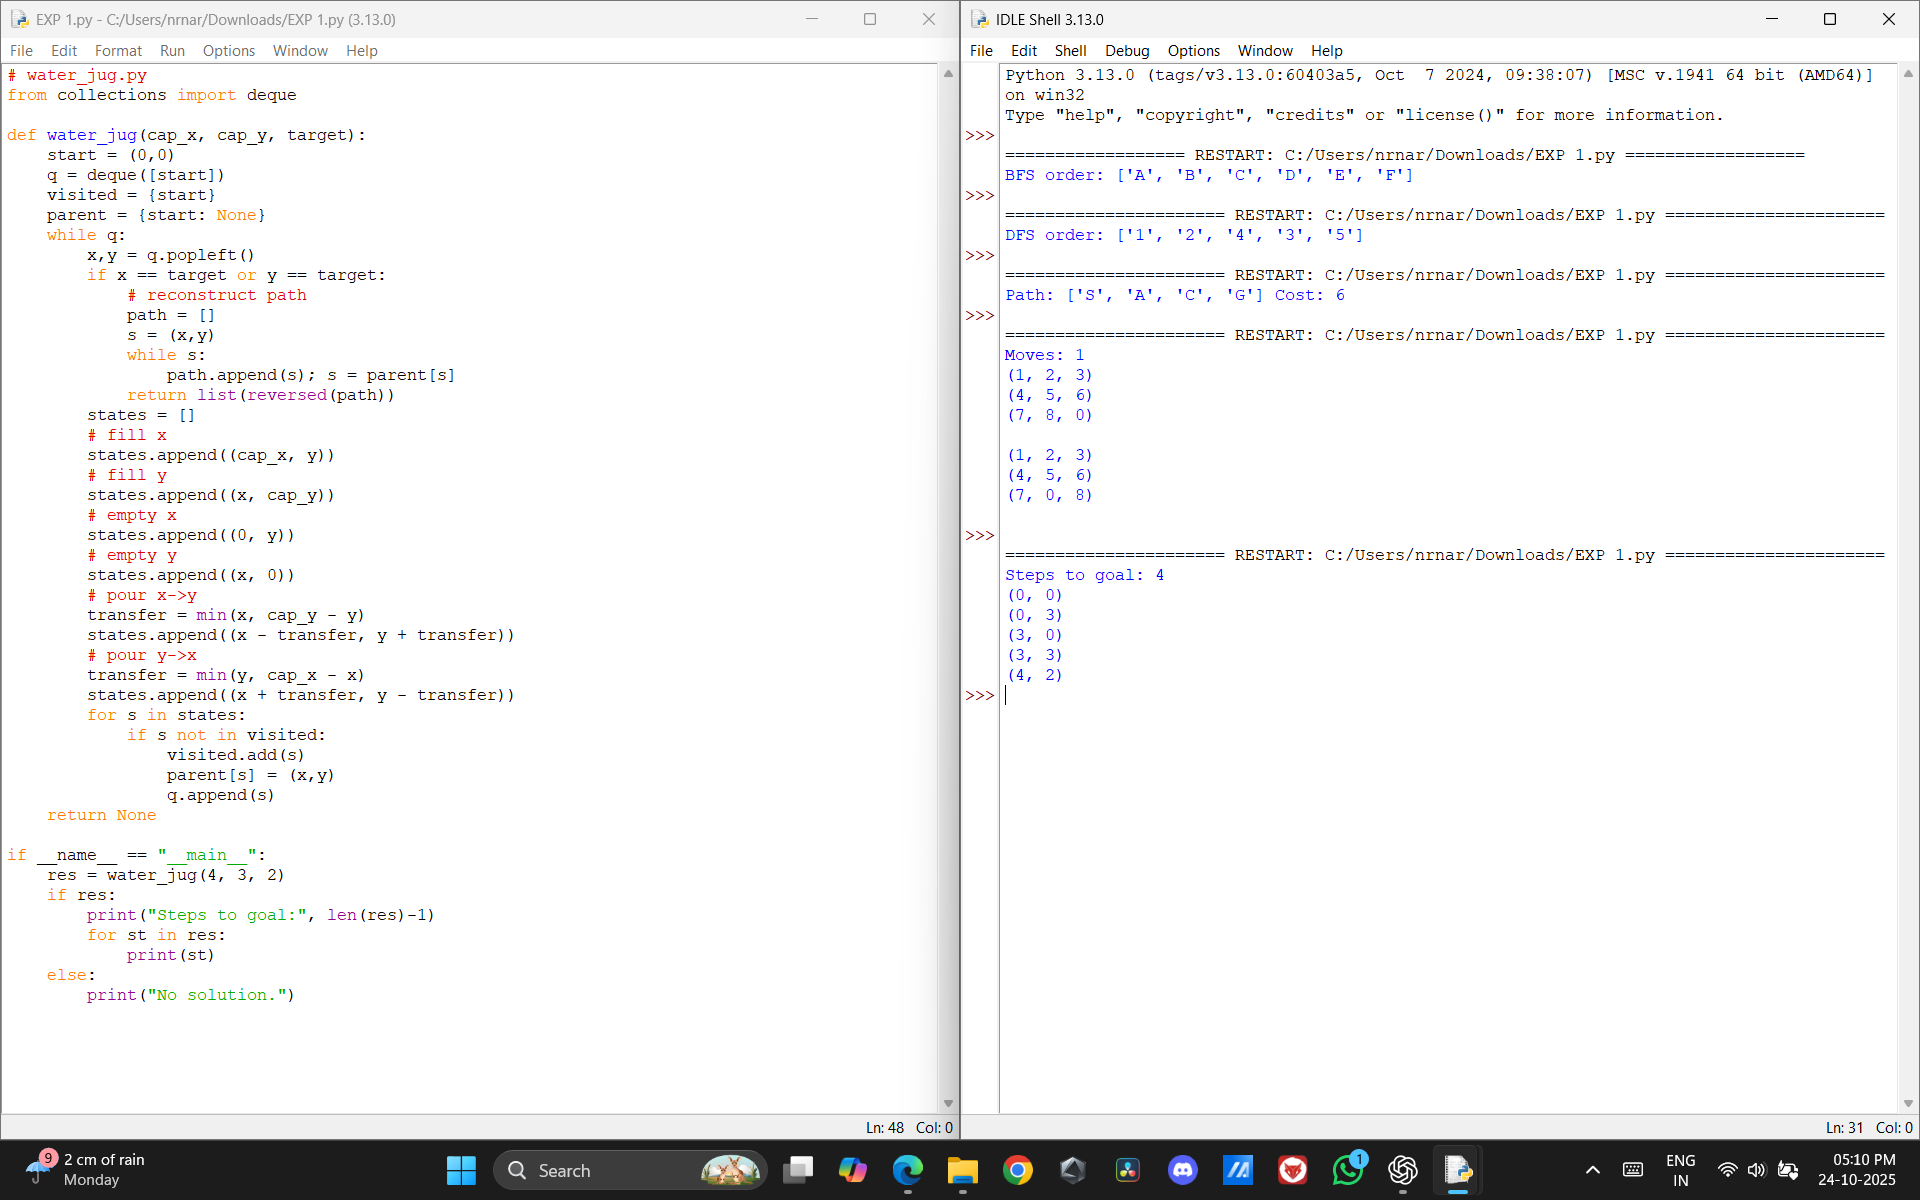 EXP 1.py - C:/Users/nrnar/Downloads/EXP 1.py (3.13.0)
File Edit Format Run Options Window Help
# water_jug.py
from collections import deque

def water_jug(cap_x, cap_y, target):
    start = (0,0)
    q = deque([start])
    visited = {start}
    parent = {start: None}
    while q:
        x,y = q.popleft()
        if x == target or y == target:
            # reconstruct path
            path = []
            s = (x,y)
            while s:
                path.append(s); s = parent[s]
            return list(reversed(path))
        states = []
        # fill x
        states.append((cap_x, y))
        # fill y
        states.append((x, cap_y))
        # empty x
        states.append((0, y))
        # empty y
        states.append((x, 0))
        # pour x->y
        transfer = min(x, cap_y - y)
        states.append((x - transfer, y + transfer))
        # pour y->x
        transfer = min(y, cap_x - x)
        states.append((x + transfer, y - transfer))
        for s in states:
            if s not in visited:
                visited.add(s)
                parent[s] = (x,y)
                q.append(s)
    return None

if __name__ == "__main__":
    res = water_jug(4, 3, 2)
    if res:
        print("Steps to goal:", len(res)-1)
        for st in res:
            print(st)
    else:
        print("No solution.")
Ln: 48 Col: 0
IDLE Shell 3.13.0
File Edit Shell Debug Options Window Help
Python 3.13.0 (tags/v3.13.0:60403a5, Oct  7 2024, 09:38:07) [MSC v.1941 64 bit (AMD64)]
on win32
Type "help", "copyright", "credits" or "license()" for more information.
>>>
================== RESTART: C:/Users/nrnar/Downloads/EXP 1.py ==================
BFS order: ['A', 'B', 'C', 'D', 'E', 'F']
>>>
====================== RESTART: C:/Users/nrnar/Downloads/EXP 1.py ======================
DFS order: ['1', '2', '4', '3', '5']
>>>
====================== RESTART: C:/Users/nrnar/Downloads/EXP 1.py ======================
Path: ['S', 'A', 'C', 'G'] Cost: 6
>>>
====================== RESTART: C:/Users/nrnar/Downloads/EXP 1.py ======================
Moves: 1
(1, 2, 3)
(4, 5, 6)
(7, 8, 0)

(1, 2, 3)
(4, 5, 6)
(7, 0, 8)

>>>
====================== RESTART: C:/Users/nrnar/Downloads/EXP 1.py ======================
Steps to goal: 4
(0, 0)
(0, 3)
(3, 0)
(3, 3)
(4, 2)
>>>
Ln: 31 Col: 0
9
2 cm of rain
Monday
Search
1
ENG
IN
05:10 PM
24-10-2025